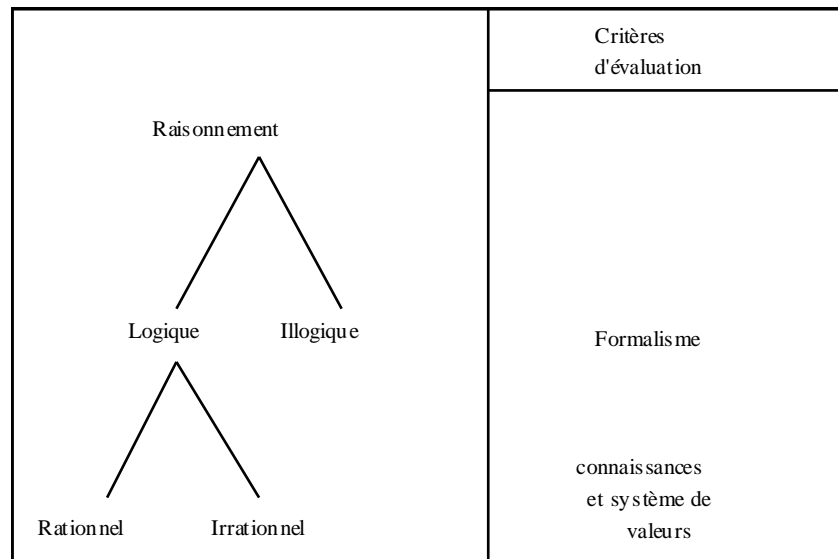 Critères
d'évaluation
Raisonnement
Logique
Illogique
Formalisme
connaissances
et système de
valeurs
Rationnel
Irrationnel